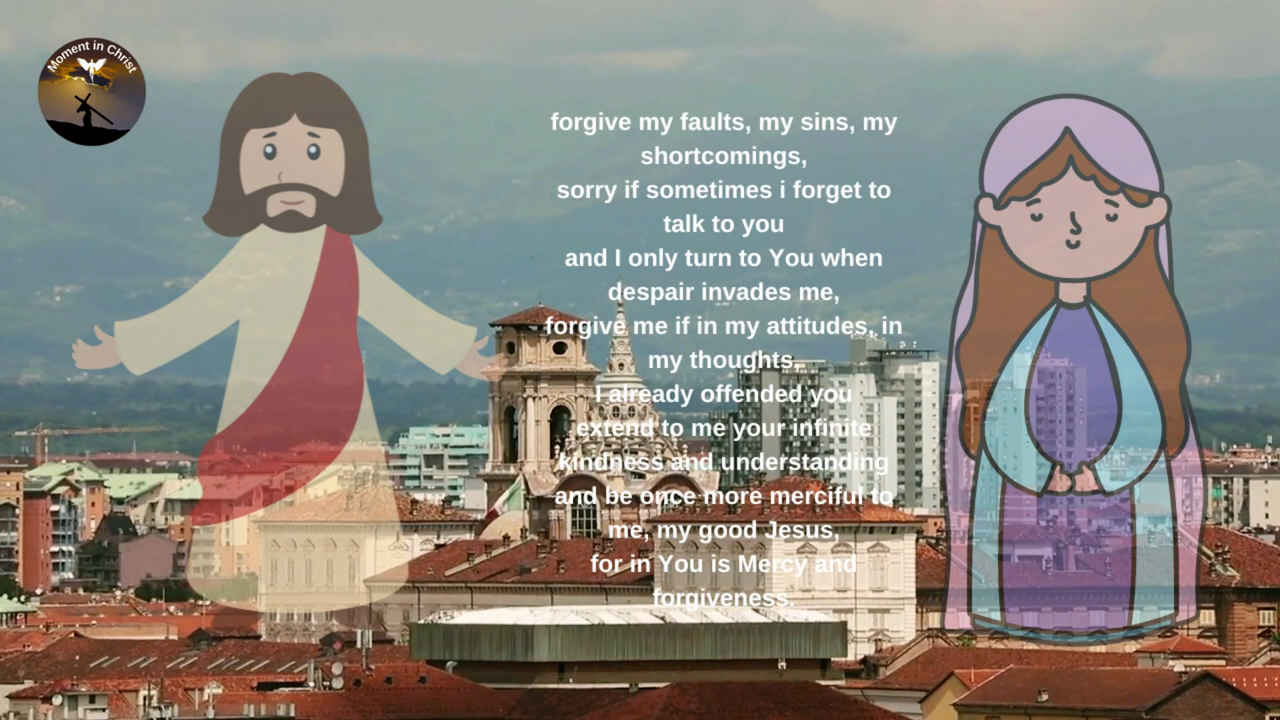 Moment in Christ
forgive my faults, my sins, my
shortcomings,
sorry if sometimes i forget to
talk to you
and I only turn to You when
despair invades me,
forgive me if in my attitudes, in
my thoughts,
I already offended you
extend to me your infinite
kindness and understanding
and be once more merciful to
me, my good Jesus,
for in You is Mercy and
forgiveness.